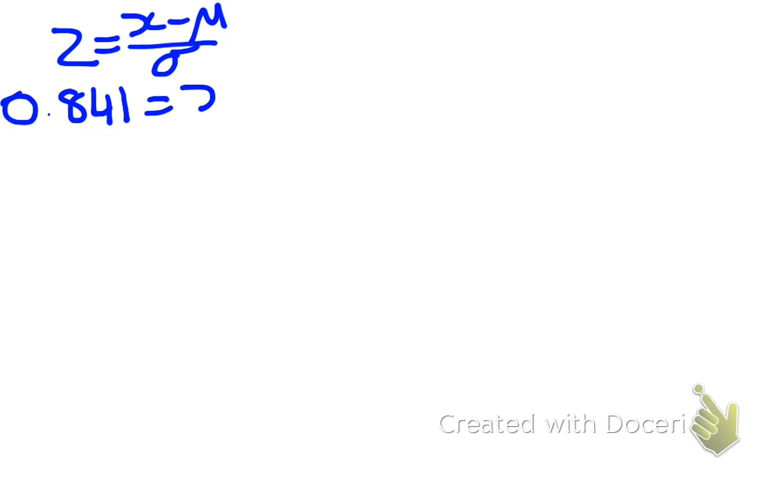 z = (x - μ)/σ
0.841 =
Created with Doceri